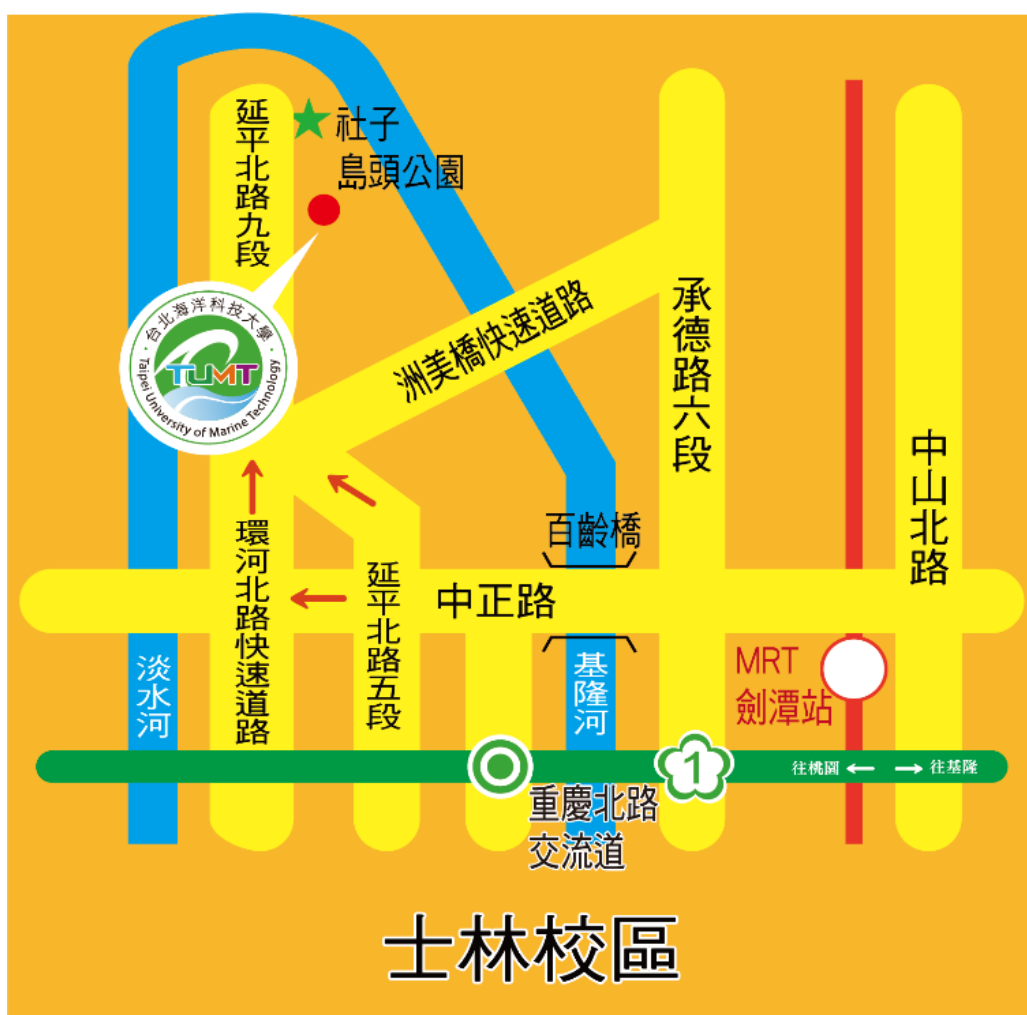 延平北路九段
社子
島頭公園
台北海洋科技大學
TUMT
Taipei University of Marine Technology
洲美橋快速道路
承德路六段
中山北路
百齡橋
環河北路快速道路
延平北路五段
中正路
淡水河
基隆河
MRT
劍潭站
1
往桃園
往基隆
重慶北路
交流道
士林校區